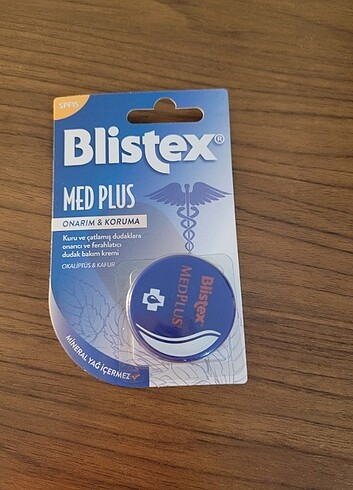 SPF15
Blistex®
MED PLUS
ONARIM & KORUMA
Kuru ve çatlamış dudaklara
onarıcı ve ferahlatıcı
dudak bakım kremi
OKALİPTÜS & KAFUR
Blistex
MEDPLUS
MİNERAL YAĞ İÇERMEZ